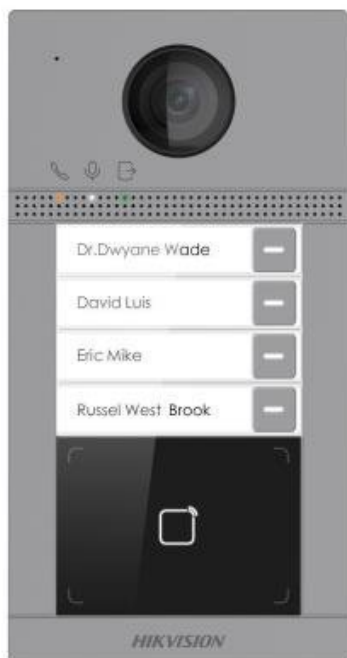 Dr.Dwyane Wade
David Luis
Eric Mike
Russel West Brook
HIKVISION